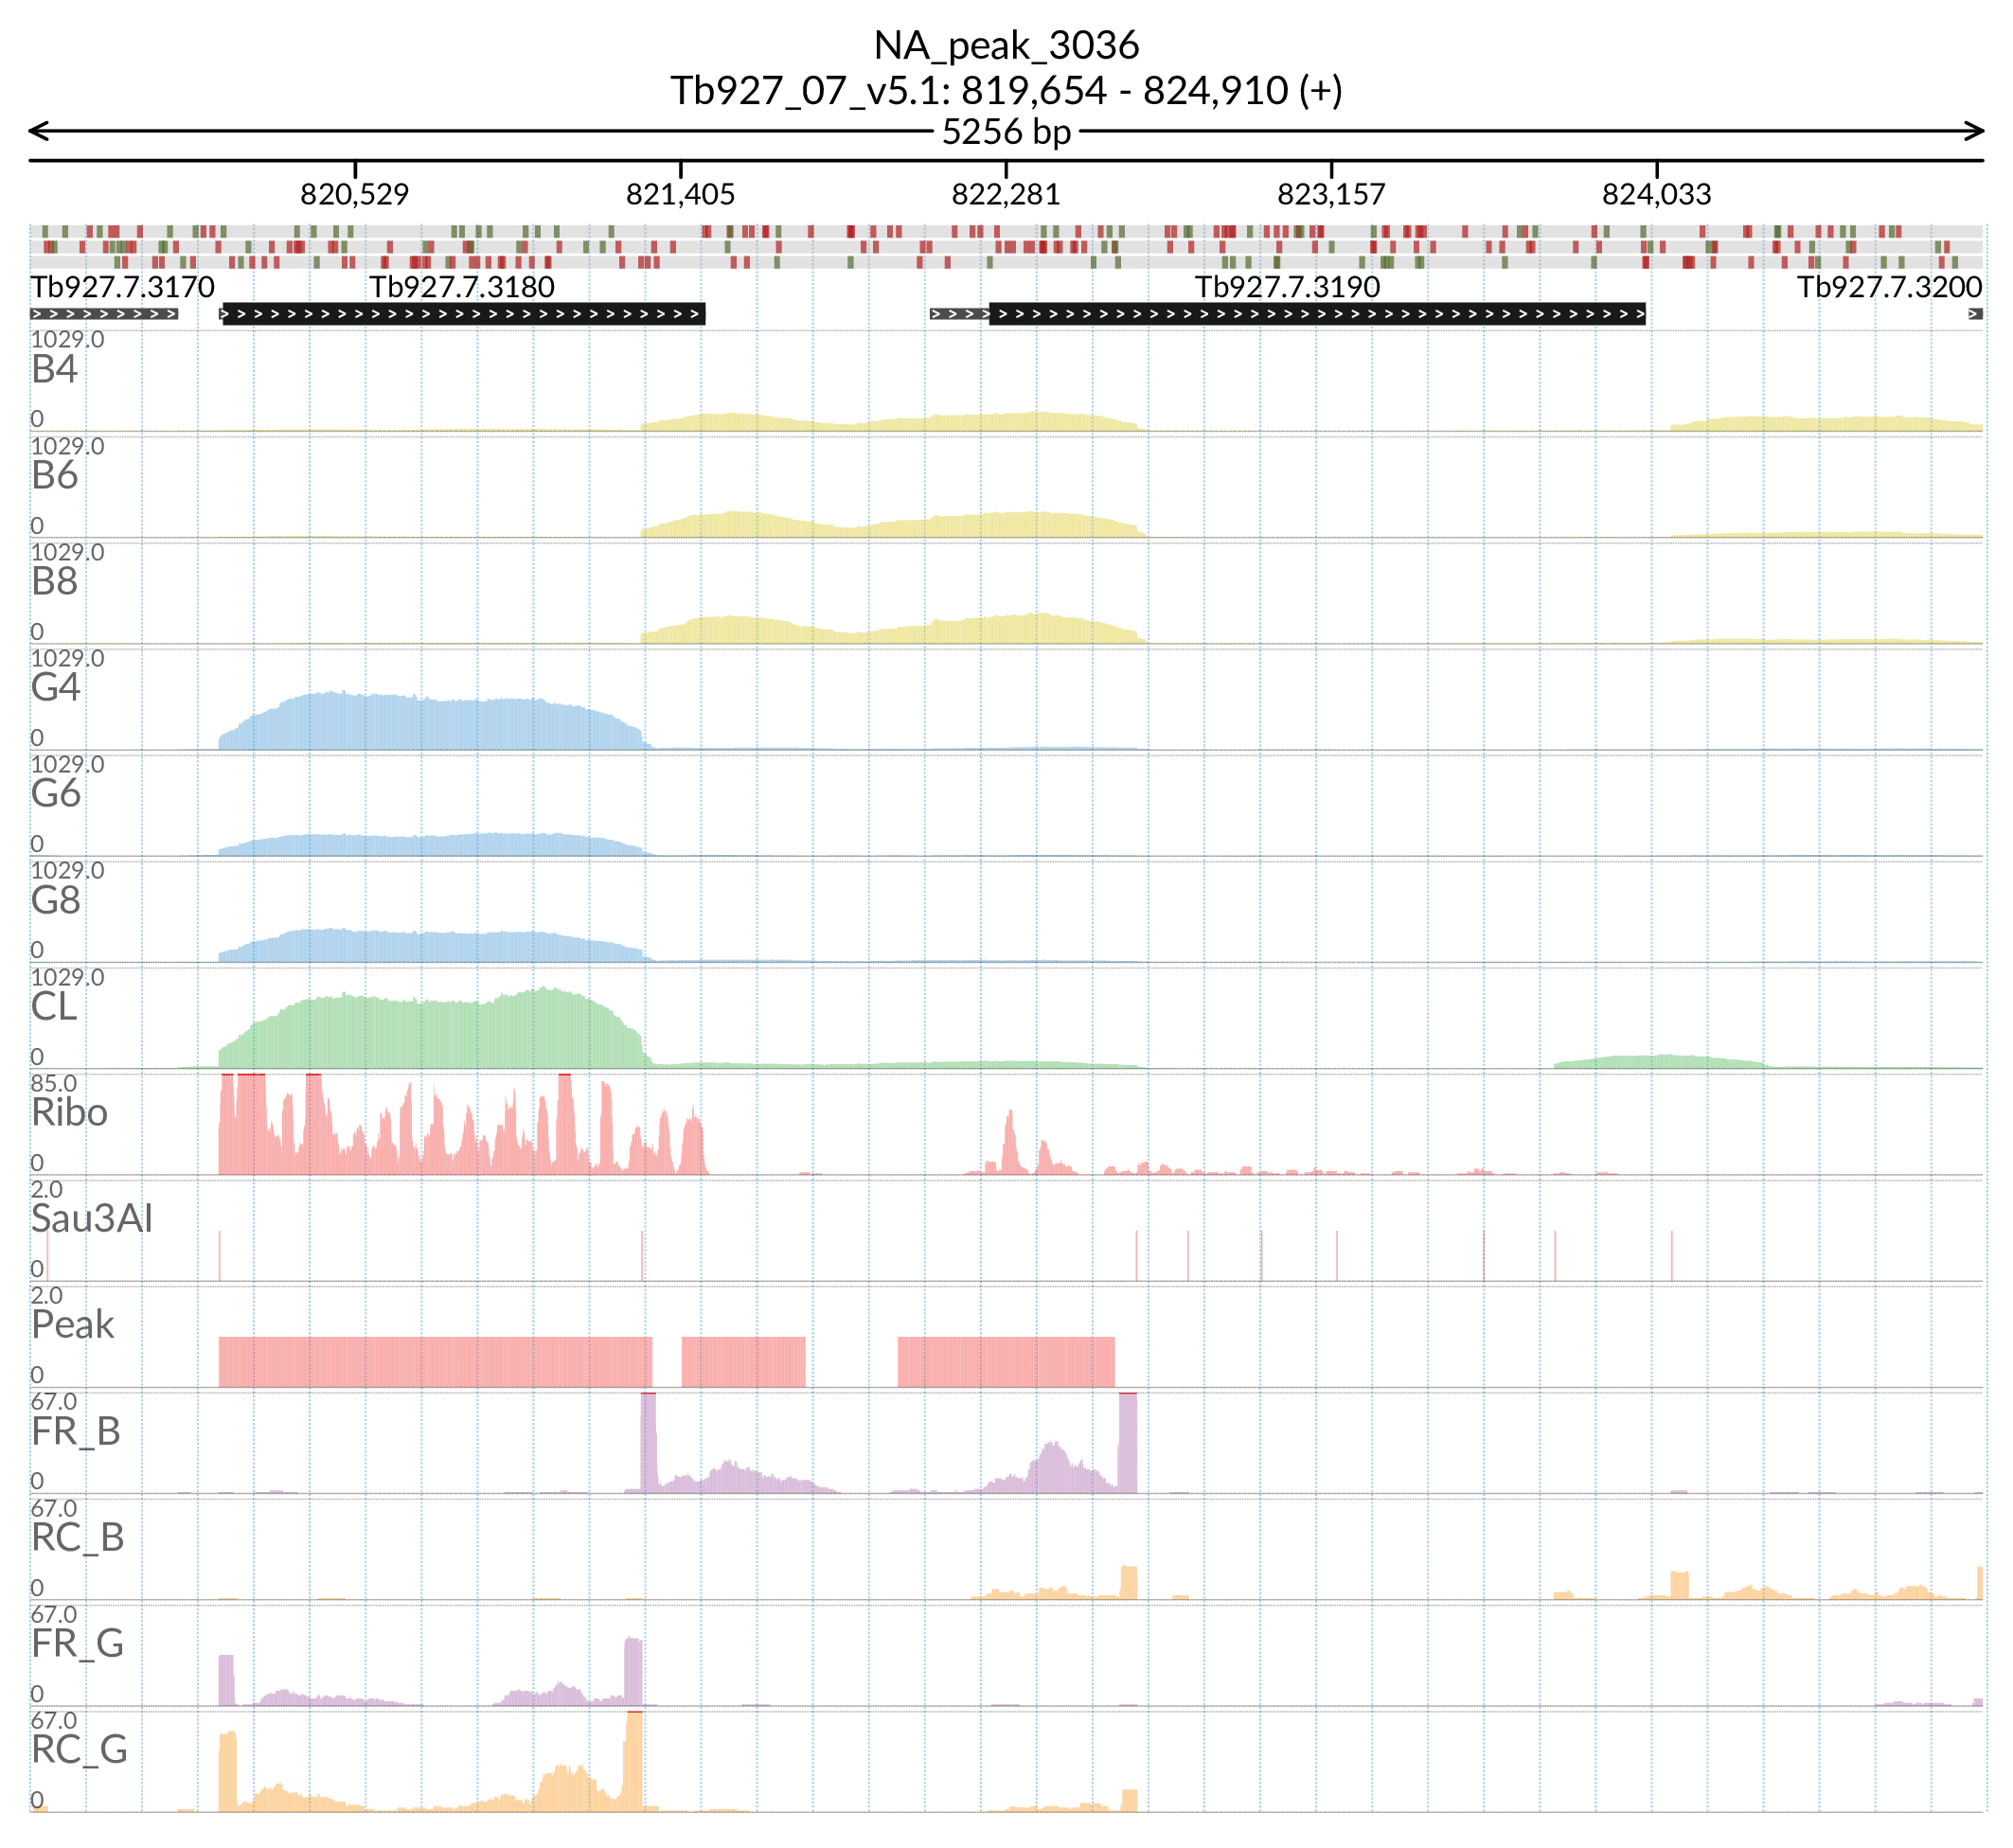 NA_peak_3036
Tb927_07_v5.1: 819,654 - 824,910 (+)
5256 bp
820,529 821,405 822,281 823,157 824,033
Tb927.7.3170 Tb927.7.3180 Tb927.7.3190 Tb927.7.3200
1029.0
B4
0
1029.0
B6
0
1029.0
B8
0
1029.0
G4
0
1029.0
G6
0
1029.0
G8
0
1029.0
CL
0
85.0
Ribo
0
2.0
Sau3AI
0
2.0
Peak
0
67.0
FR_B
0
67.0
RC_B
0
67.0
FR_G
0
67.0
RC_G
0